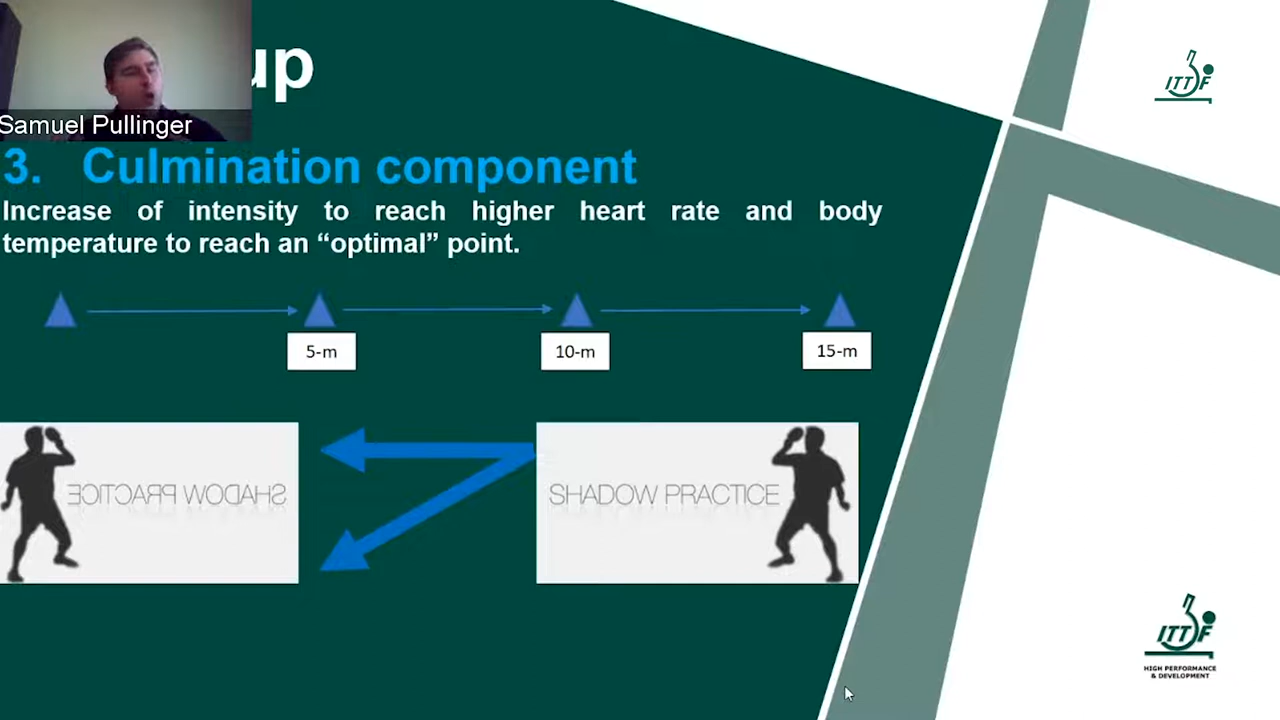 up
Samuel Pullinger
3. Culmination component
Increase of intensity to reach higher heart rate and body
temperature to reach an “optimal” point.
5-m
10-m
15-m
SHADOW PRACTICE
SHADOW PRACTICE
ITTF
ITTF
HIGH PERFORMANCE
& DEVELOPMENT